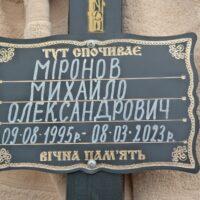 ТУТ СПОЧИВАЄ
МІРОНОВ
МИХАЙЛО
ОЛЕКСАНДРОВИЧ
09·08·1995р- 08·03·2023р.
ВІЧНА ПАМ'ЯТЬ